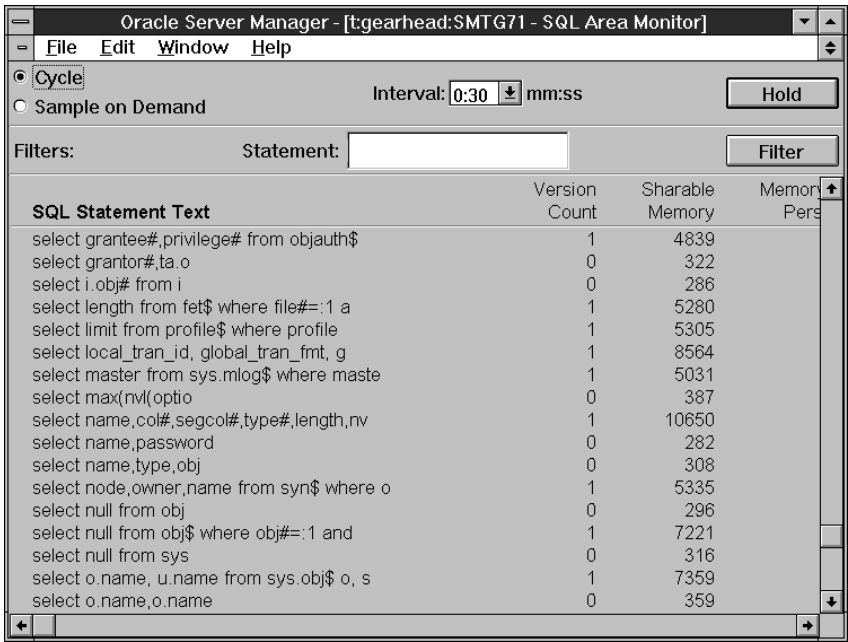 Oracle Server Manager - [t:gearhead:SMTG71 - SQL Area Monitor]
File Edit Window Help
Cycle
Sample on Demand
Interval: 0:30 mm:ss
Hold
Filters: Statement: Filter
Version Sharable Memory
SQL Statement Text Count Memory Pers
select grantee#,privilege# from objauth$ 1 4839
select grantor#,ta.o 0 322
select i.obj# from i 0 286
select length from fet$ where file#=:1 a 1 5280
select limit from profile$ where profile 1 5305
select local_tran_id, global_tran_fmt, g 1 8564
select master from sys.mlog$ where maste 1 5031
select max(nvl(optio 0 387
select name,col#,segcol#,type#,length,nv 1 10650
select name,password 0 282
select name,type,obj 0 308
select node,owner,name from syn$ where o 1 5335
select null from obj 0 296
select null from obj$ where obj#=:1 and 1 7221
select null from sys 0 316
select o.name, u.name from sys.obj$ o, s 1 7359
select o.name,o.name 0 359